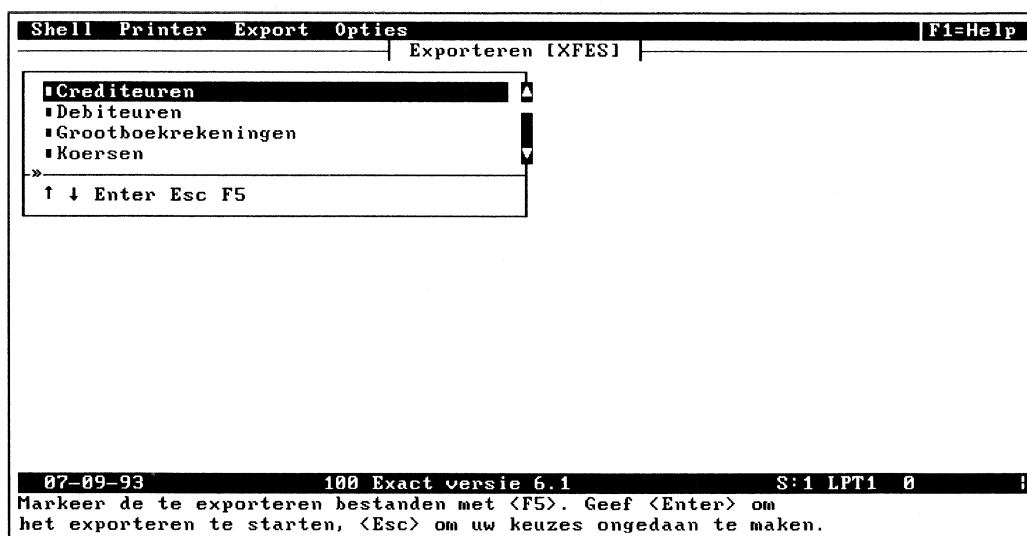 Shell Printer Export Opties F1=Help
Exporteren [XFES]
Crediteuren
Debiteuren
Grootboekrekeningen
Koersen
»
↑ ↓ Enter Esc F5
07-09-93 100 Exact versie 6.1 S:1 LPT1 0
Markeer de te exporteren bestanden met <F5>. Geef <Enter> om
het exporteren te starten, <Esc> om uw keuzes ongedaan te maken.